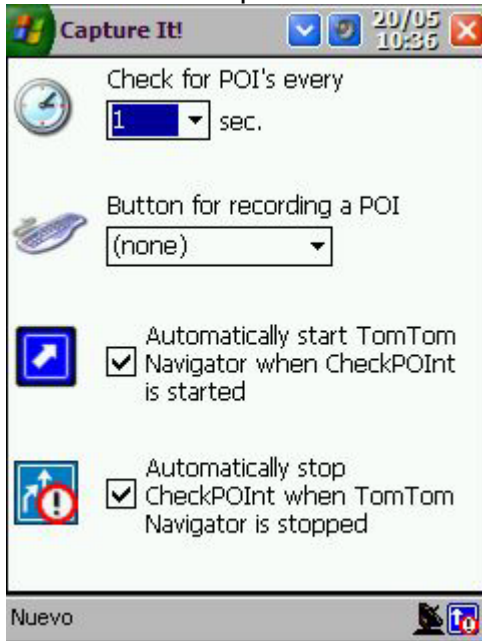 Capture It!
20/05
10:36
Check for POI's every
1 sec.
Button for recording a POI
(none)
Automatically start TomTom
Navigator when CheckPOInt
is started
Automatically stop
CheckPOInt when TomTom
Navigator is stopped
Nuevo